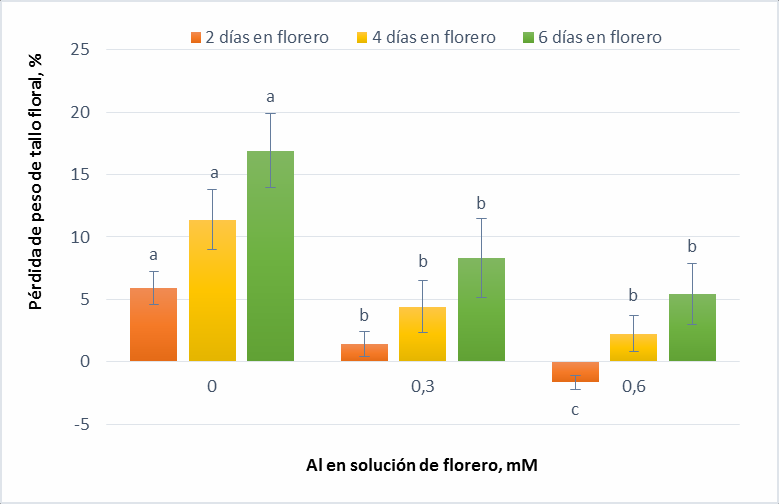 2 días en florero 4 días en florero 6 días en florero
Pérdida de peso de tallo floral, %
25
20
15
10
5
0
-5
a
a
a
b
b
b
c
b
b
0 0,3 0,6
Al en solución de florero, mM